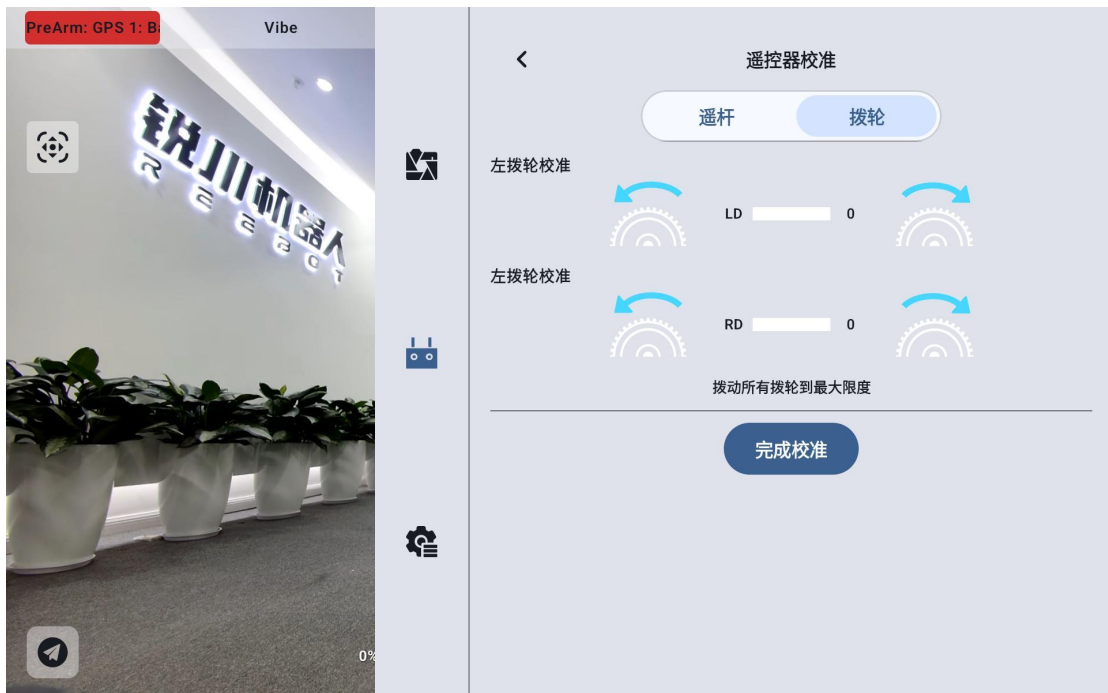 PreArm: GPS 1: Ba
Vibe
锐川机器人
REEBOT
0%
遥控器校准
遥杆
拨轮
左拨轮校准
LD
0
左拨轮校准
RD
0
拨动所有拨轮到最大限度
完成校准